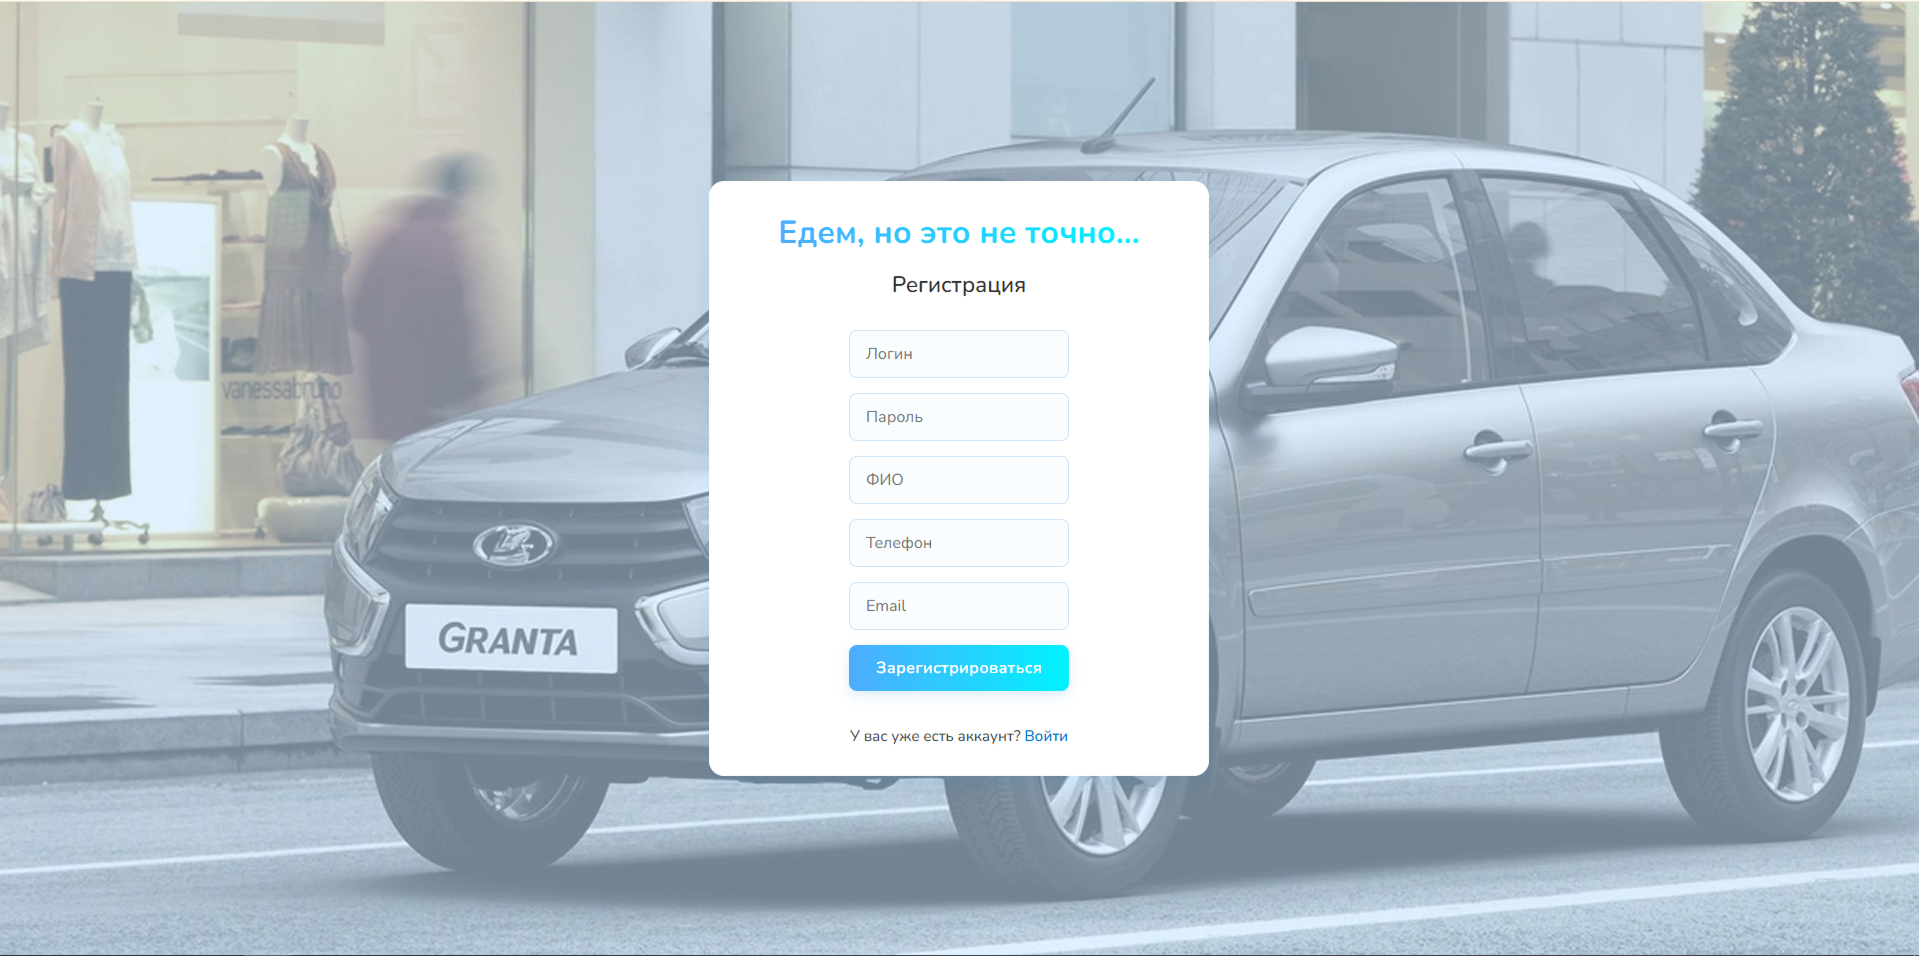 Едем, но это не точно...
Регистрация
Логин
Пароль
ФИО
Телефон
Email
Зарегистрироваться
У вас уже есть аккаунт? Войти
vanessabruno
GRANTA